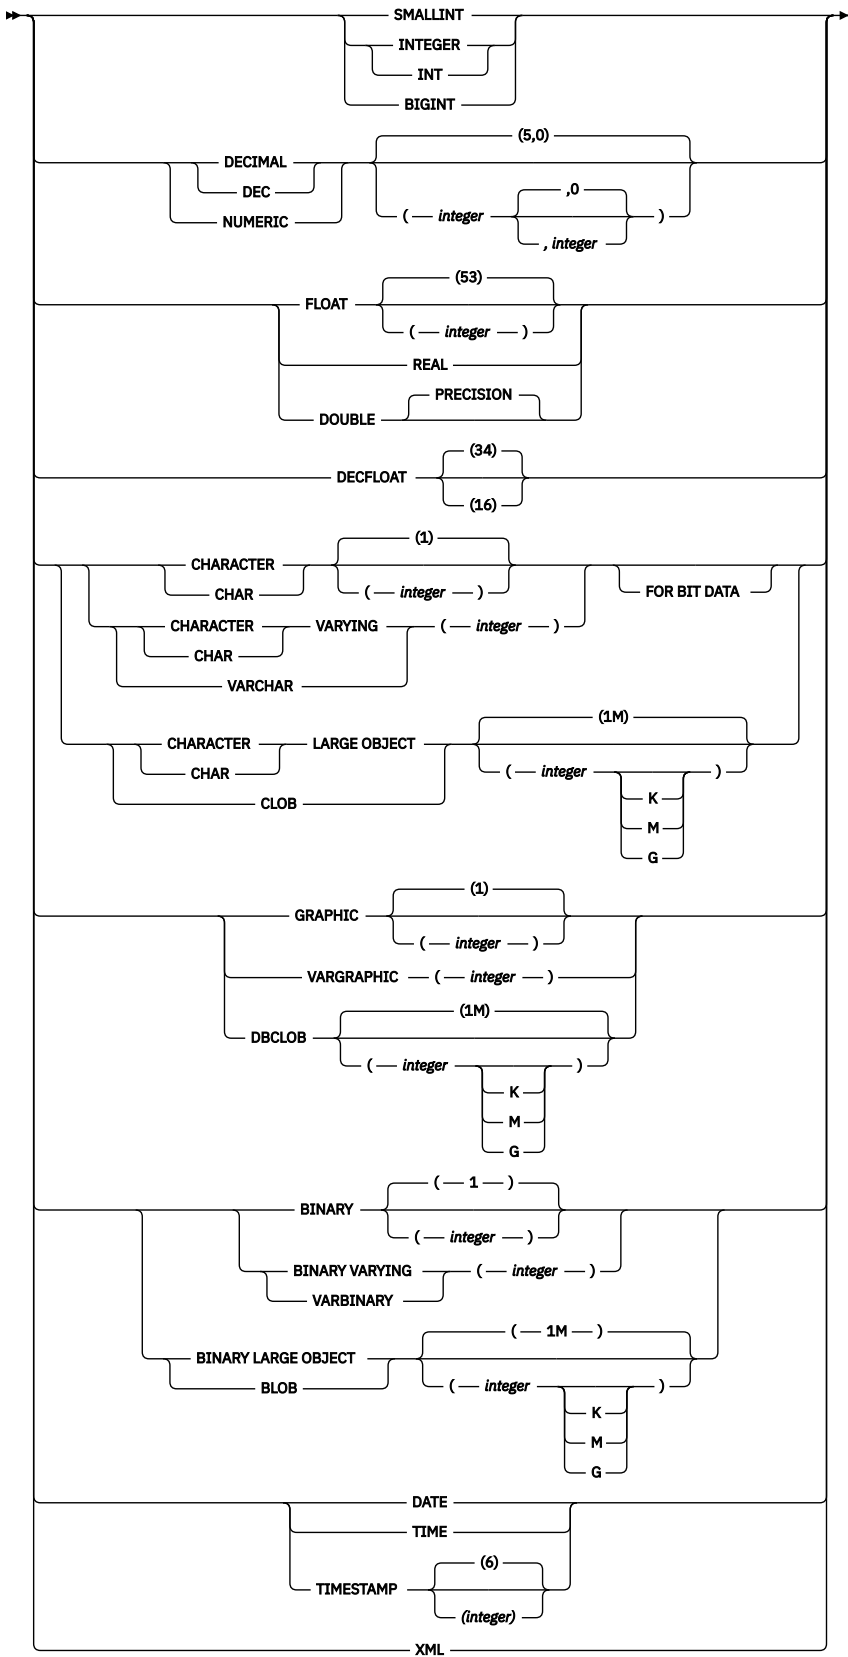 SMALLINT
INTEGER
INT
BIGINT
(5,0)
DECIMAL
DEC
,0
NUMERIC
( integer )
, integer
(53)
FLOAT
( integer )
REAL
PRECISION
DOUBLE
(34)
DECFLOAT
(16)
(1)
CHARACTER
CHAR
( integer )
FOR BIT DATA
CHARACTER VARYING ( integer )
CHAR
VARCHAR
(1M)
CHARACTER LARGE OBJECT
CHAR
( integer )
K
CLOB
M
G
(1)
GRAPHIC
( integer )
VARGRAPHIC ( integer )
(1M)
DBCLOB
( integer )
K
M
G
( 1 )
BINARY
( integer )
BINARY VARYING ( integer )
VARBINARY
( 1M )
BINARY LARGE OBJECT
BLOB
( integer )
K
M
G
DATE
TIME
(6)
TIMESTAMP
(integer)
XML